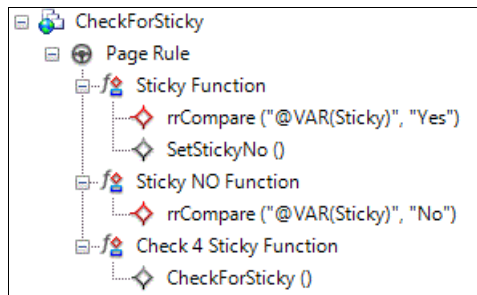 CheckForSticky
Page Rule
Sticky Function
rrCompare ("@VAR(Sticky)", "Yes")
SetStickyNo ()
Sticky NO Function
rrCompare ("@VAR(Sticky)", "No")
Check 4 Sticky Function
CheckForSticky ()